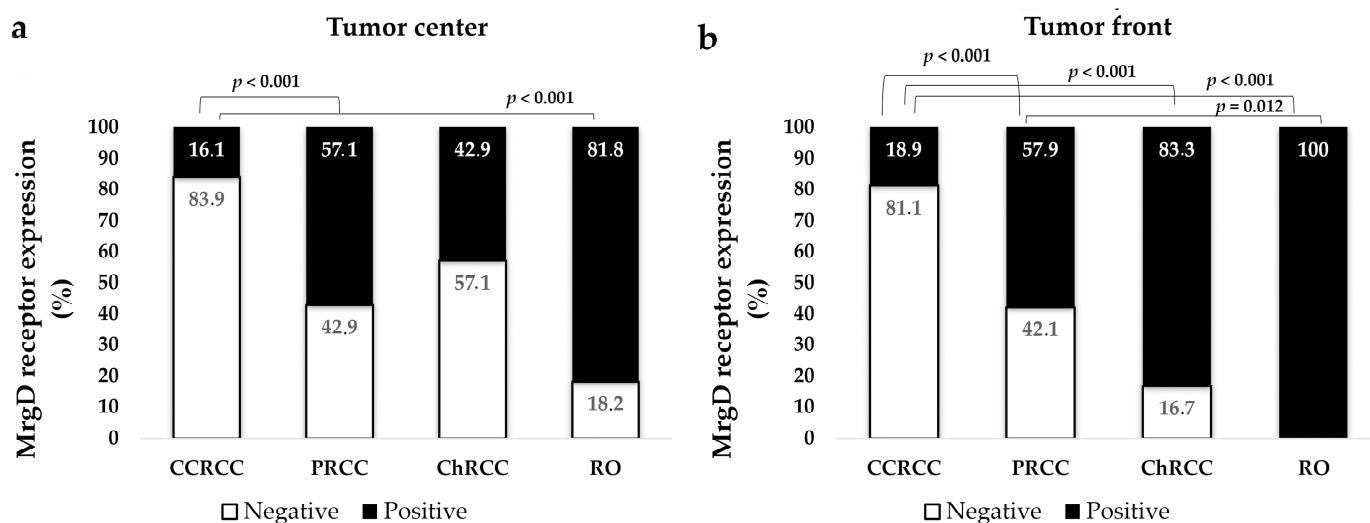 a
Tumor center
p < 0.001
p < 0.001
MrgD receptor expression
(%)
100
90
80
70
60
50
40
30
20
10
0
16.1
83.9
57.1
42.9
42.9
57.1
81.8
18.2
CCRCC PRCC ChRCC RO
Negative Positive
b
Tumor front
p < 0.001
p < 0.001
p < 0.001
p = 0.012
MrgD receptor expression
(%)
100
90
80
70
60
50
40
30
20
10
0
18.9
81.1
57.9
42.1
83.3
16.7
100
CCRCC PRCC ChRCC RO
Negative Positive